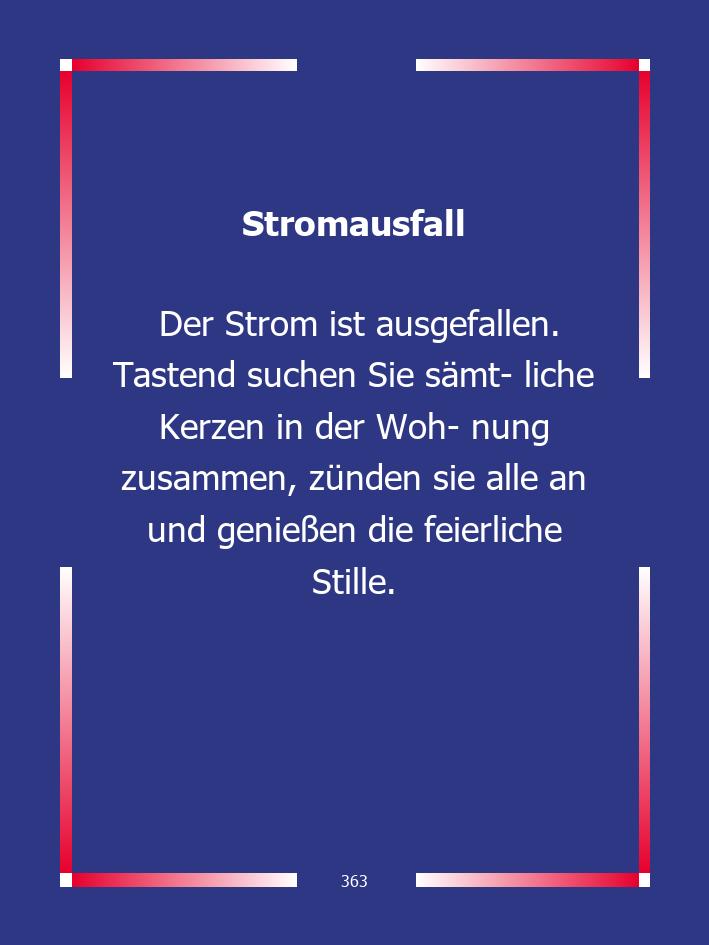 Stromausfall
Der Strom ist ausgefallen.
Tastend suchen Sie sämt- liche
Kerzen in der Woh- nung
zusammen, zünden sie alle an
und genießen die feierliche
Stille.
363